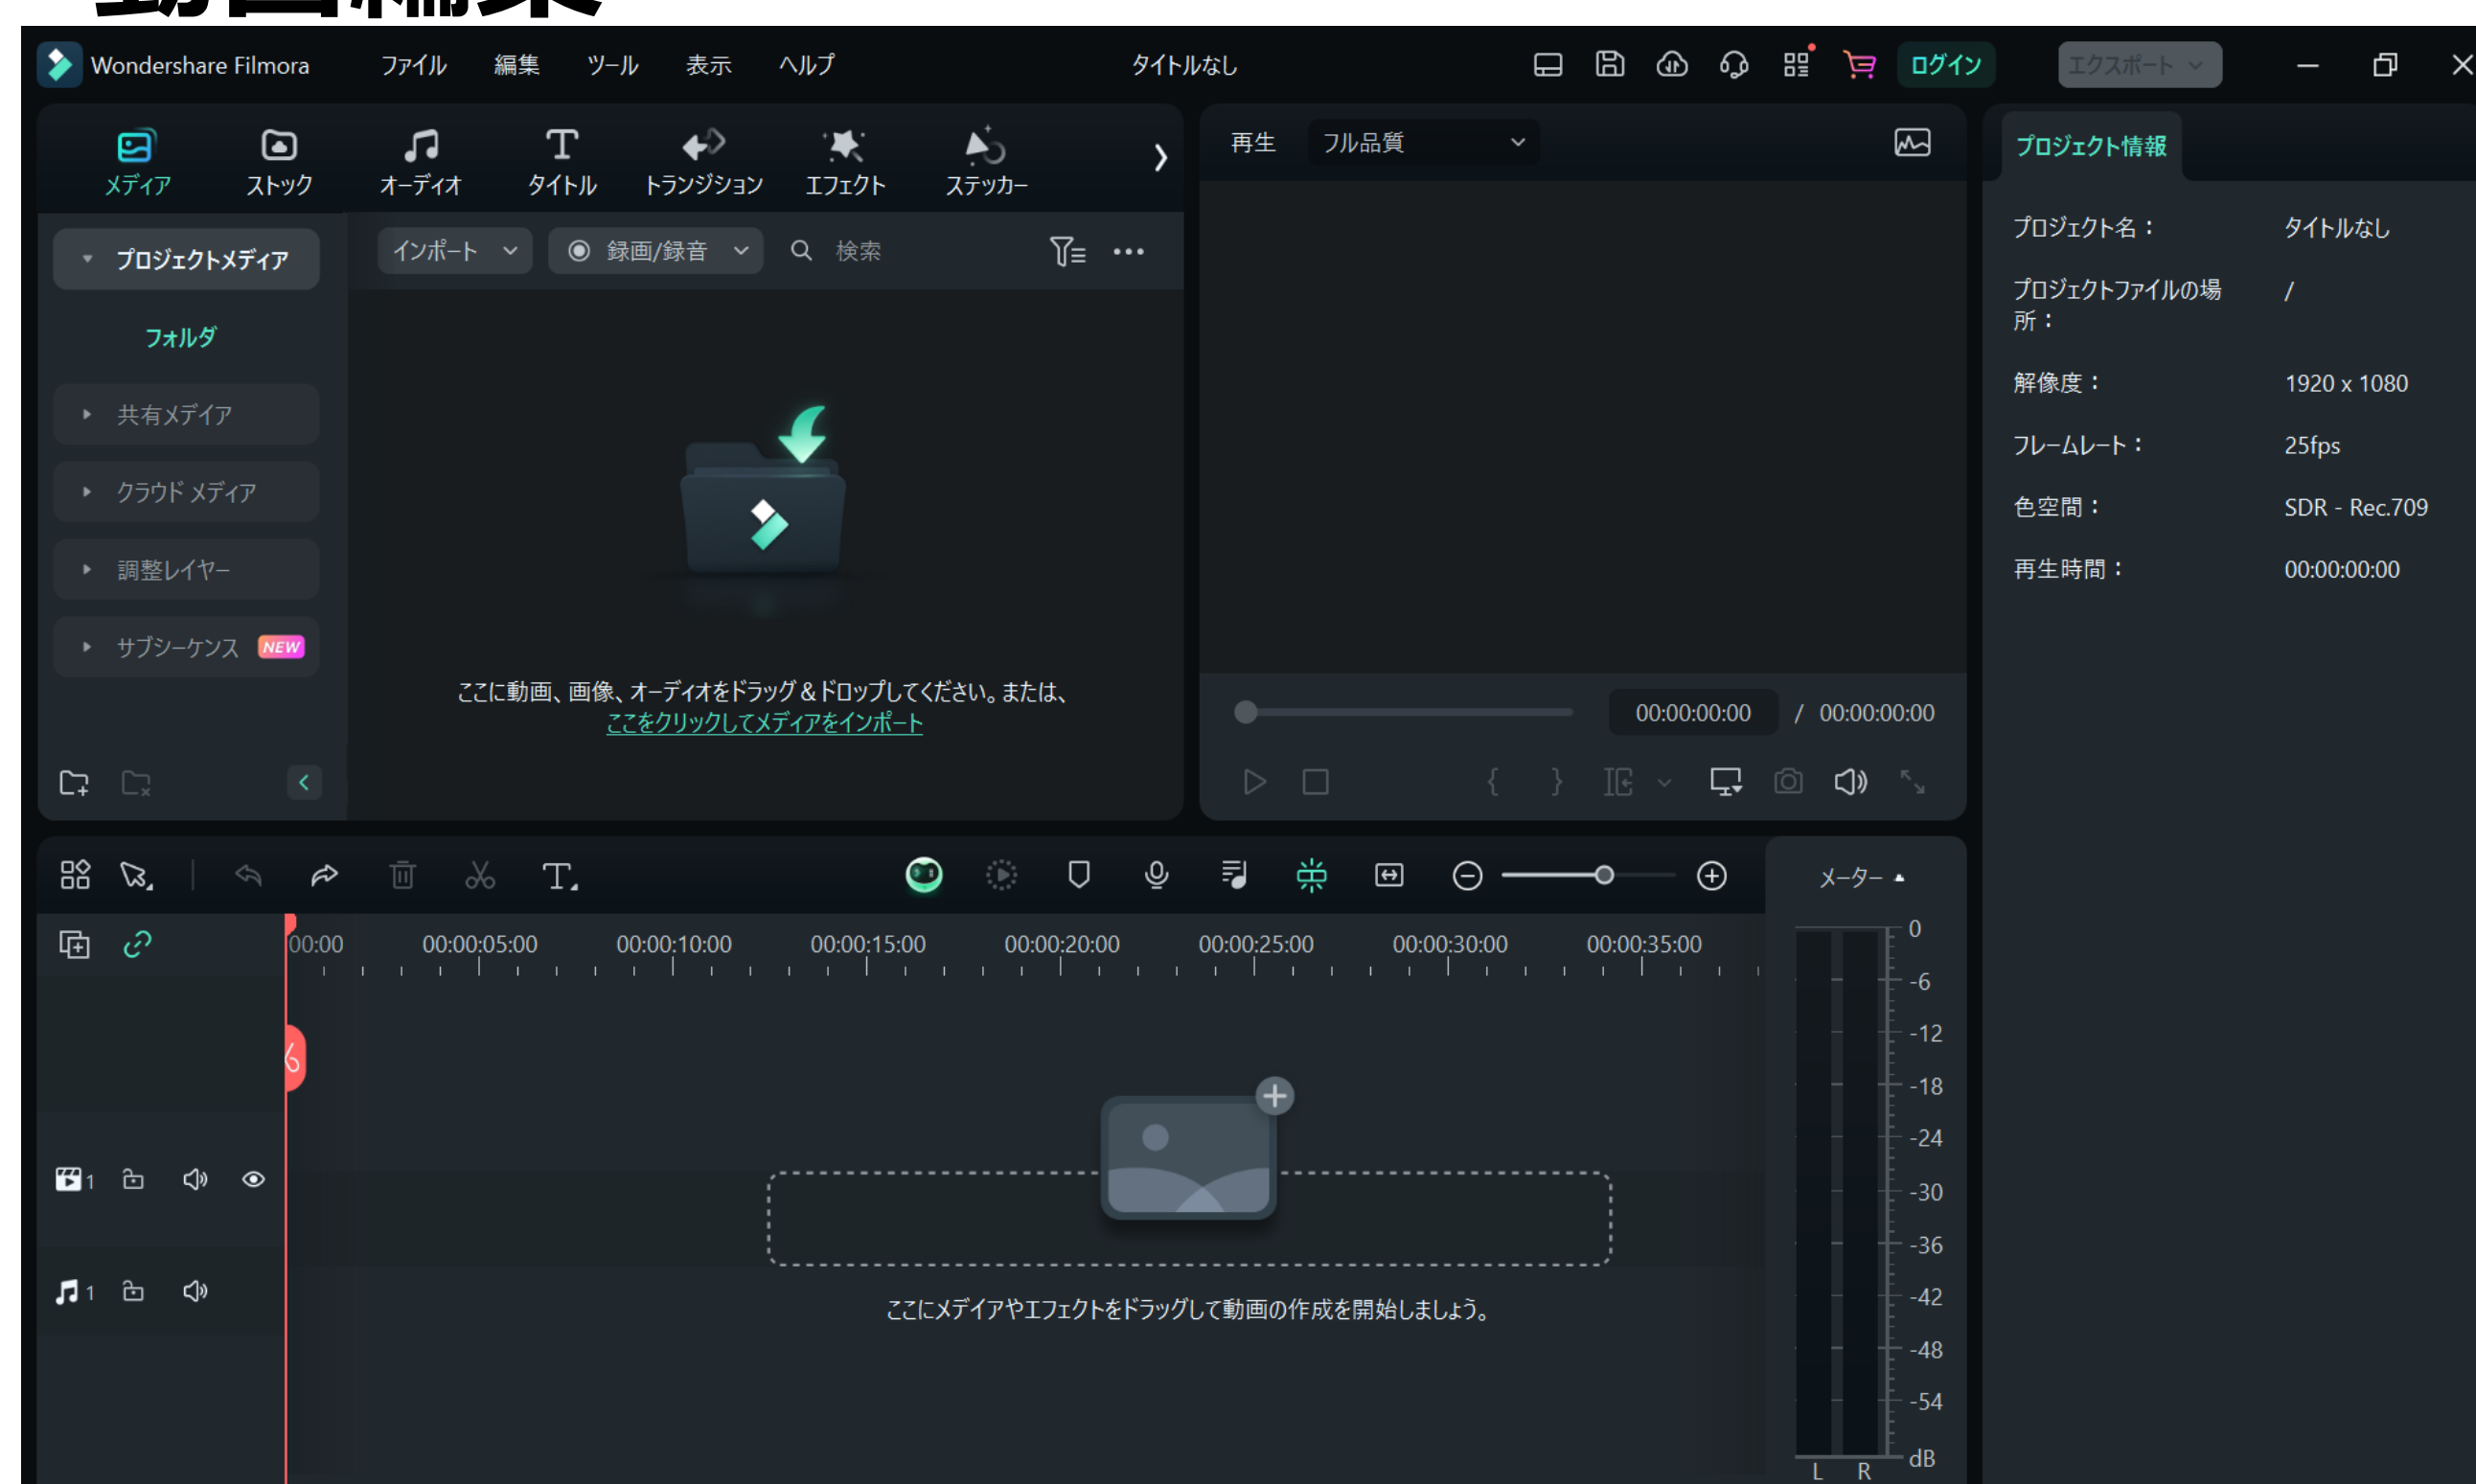 動画編集
Wondershare Filmora ファイル 編集 ツール 表示 ヘルプ タイトルなし ログイン エクスポート
メディア ストック オーディオ タイトル トランジション エフェクト ステッカー
再生 フル品質
プロジェクト情報
プロジェクトメディア
インポート 録画/録音 検索
フォルダ
共有メデイア
クラウド メディア
調整レイヤー
サブシーケンス NEW
ここに動画、画像、オーディオをドラッグ & ドロップしてください。または、
ここをクリックしてメディアをインポート
00:00:00:00 / 00:00:00:00
プロジェクト名： タイトルなし
プロジェクトファイルの場 /
所：
解像度： 1920 x 1080
フレームレート： 25fps
色空間： SDR - Rec.709
再生時間： 00:00:00:00
メーター
00:00 00:00:05:00 00:00:10:00 00:00:15:00 00:00:20:00 00:00:25:00 00:00:30:00 00:00:35:00
1
1
ここにメデイアやエフェクトをドラッグして動画の作成を開始しましょう。
0
-6
-12
-18
-24
-30
-36
-42
-48
-54
dB
L R